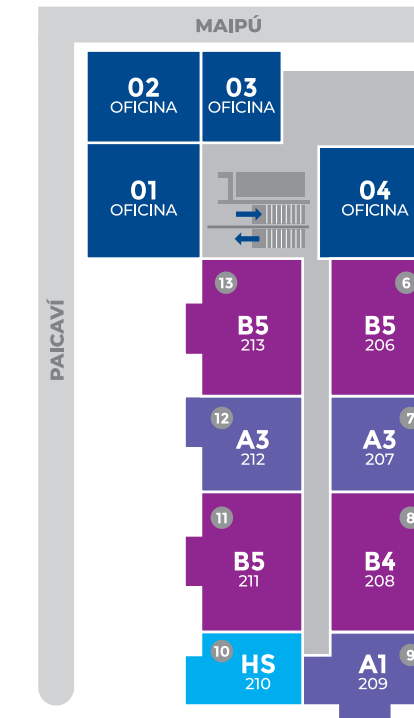 MAIPÚ
02
OFICINA
03
OFICINA
01
OFICINA
04
OFICINA
PAICAVÍ
13
B5
213
6
B5
206
12
A3
212
7
A3
207
11
B5
211
8
B4
208
10
HS
210
9
A1
209